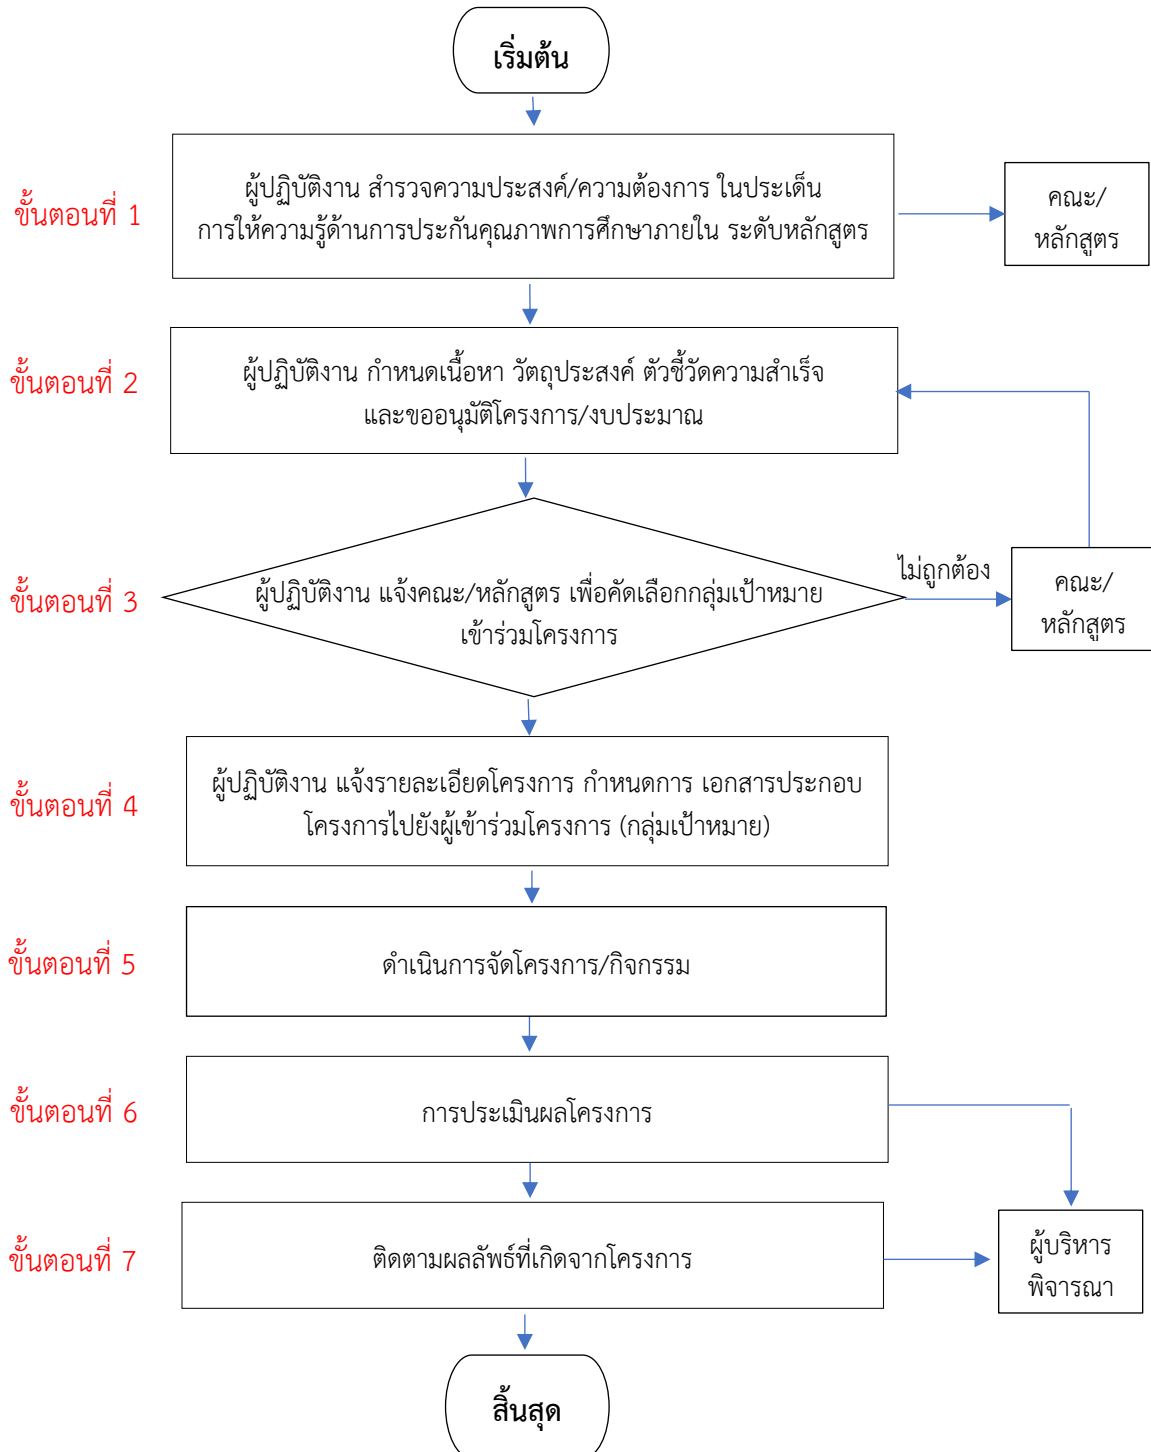 เริ่มต้น
ขั้นตอนที่ 1
ผู้ปฏิบัติงาน สำรวจความประสงค์/ความต้องการ ในประเด็น
การให้ความรู้ด้านการประกันคุณภาพการศึกษาภายใน ระดับหลักสูตร
คณะ/
หลักสูตร
ขั้นตอนที่ 2
ผู้ปฏิบัติงาน กำหนดเนื้อหา วัตถุประสงค์ ตัวชี้วัดความสำเร็จ
และขออนุมัติโครงการ/งบประมาณ
ขั้นตอนที่ 3
ผู้ปฏิบัติงาน แจ้งคณะ/หลักสูตร เพื่อคัดเลือกกลุ่มเป้าหมาย
เข้าร่วมโครงการ
ไม่ถูกต้อง
คณะ/
หลักสูตร
ขั้นตอนที่ 4
ผู้ปฏิบัติงาน แจ้งรายละเอียดโครงการ กำหนดการ เอกสารประกอบ
โครงการไปยังผู้เข้าร่วมโครงการ (กลุ่มเป้าหมาย)
ขั้นตอนที่ 5
ดำเนินการจัดโครงการ/กิจกรรม
ขั้นตอนที่ 6
การประเมินผลโครงการ
ขั้นตอนที่ 7
ติดตามผลลัพธ์ที่เกิดจากโครงการ
ผู้บริหาร
พิจารณา
สิ้นสุด